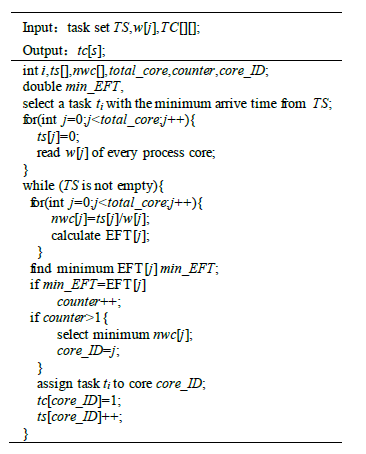 Input：task set TS,w[j],TC[][];
Output：tc[s];
int i,ts[],nwc[],total_core,counter,core_ID;
double min_EFT,
select a task ti with the minimum arrive time from TS;
for(int j=0;j<total_core;j++){
ts[j]=0;
read w[j] of every process core;
}
while (TS is not empty){
for(int j=0;j<total_core;j++){
nwc[j]=ts[j]/w[j];
calculate EFT[j];
}
find minimum EFT[j] min_EFT;
if min_EFT=EFT[j]
counter++;
if counter>1{
select minimum nwc[j];
core_ID=j;
}
assign task ti to core core_ID;
tc[core_ID]=1;
ts[core_ID]++;
}